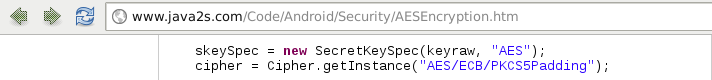 www.java2s.com/Code/Android/Security/AESEncryption.htm
skeySpec = new SecretKeySpec(keyraw, "AES");
cipher = Cipher.getInstance("AES/ECB/PKCS5Padding");